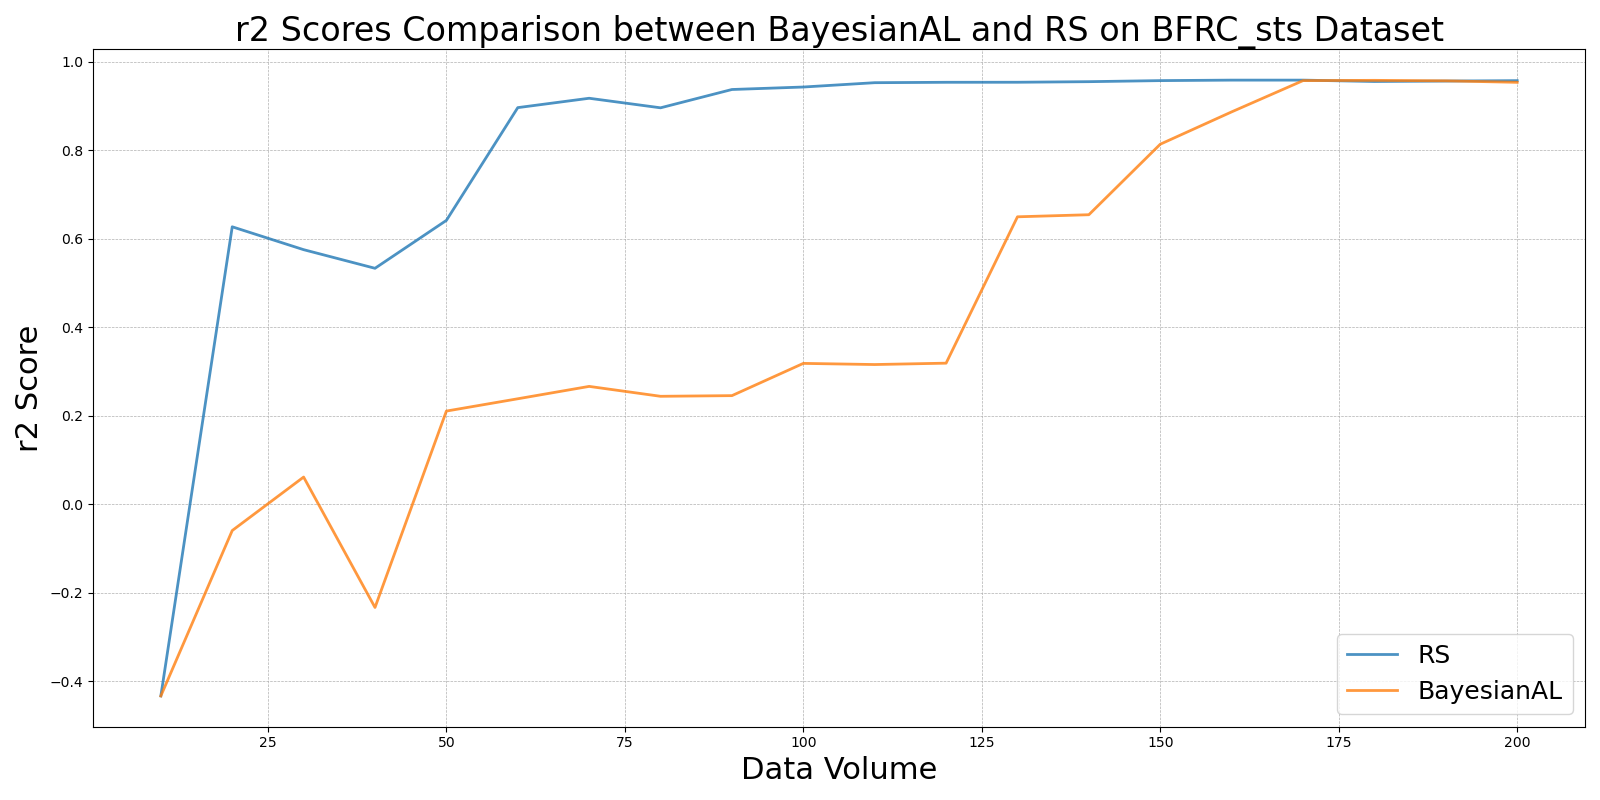 r2 Scores Comparison between BayesianAL and RS on BFRC_sts Dataset
1.0
0.8
0.6
0.4
0.2
0.0
−0.2
−0.4
r2 Score
25 50 75 100 125 150 175 200
Data Volume
RS
BayesianAL